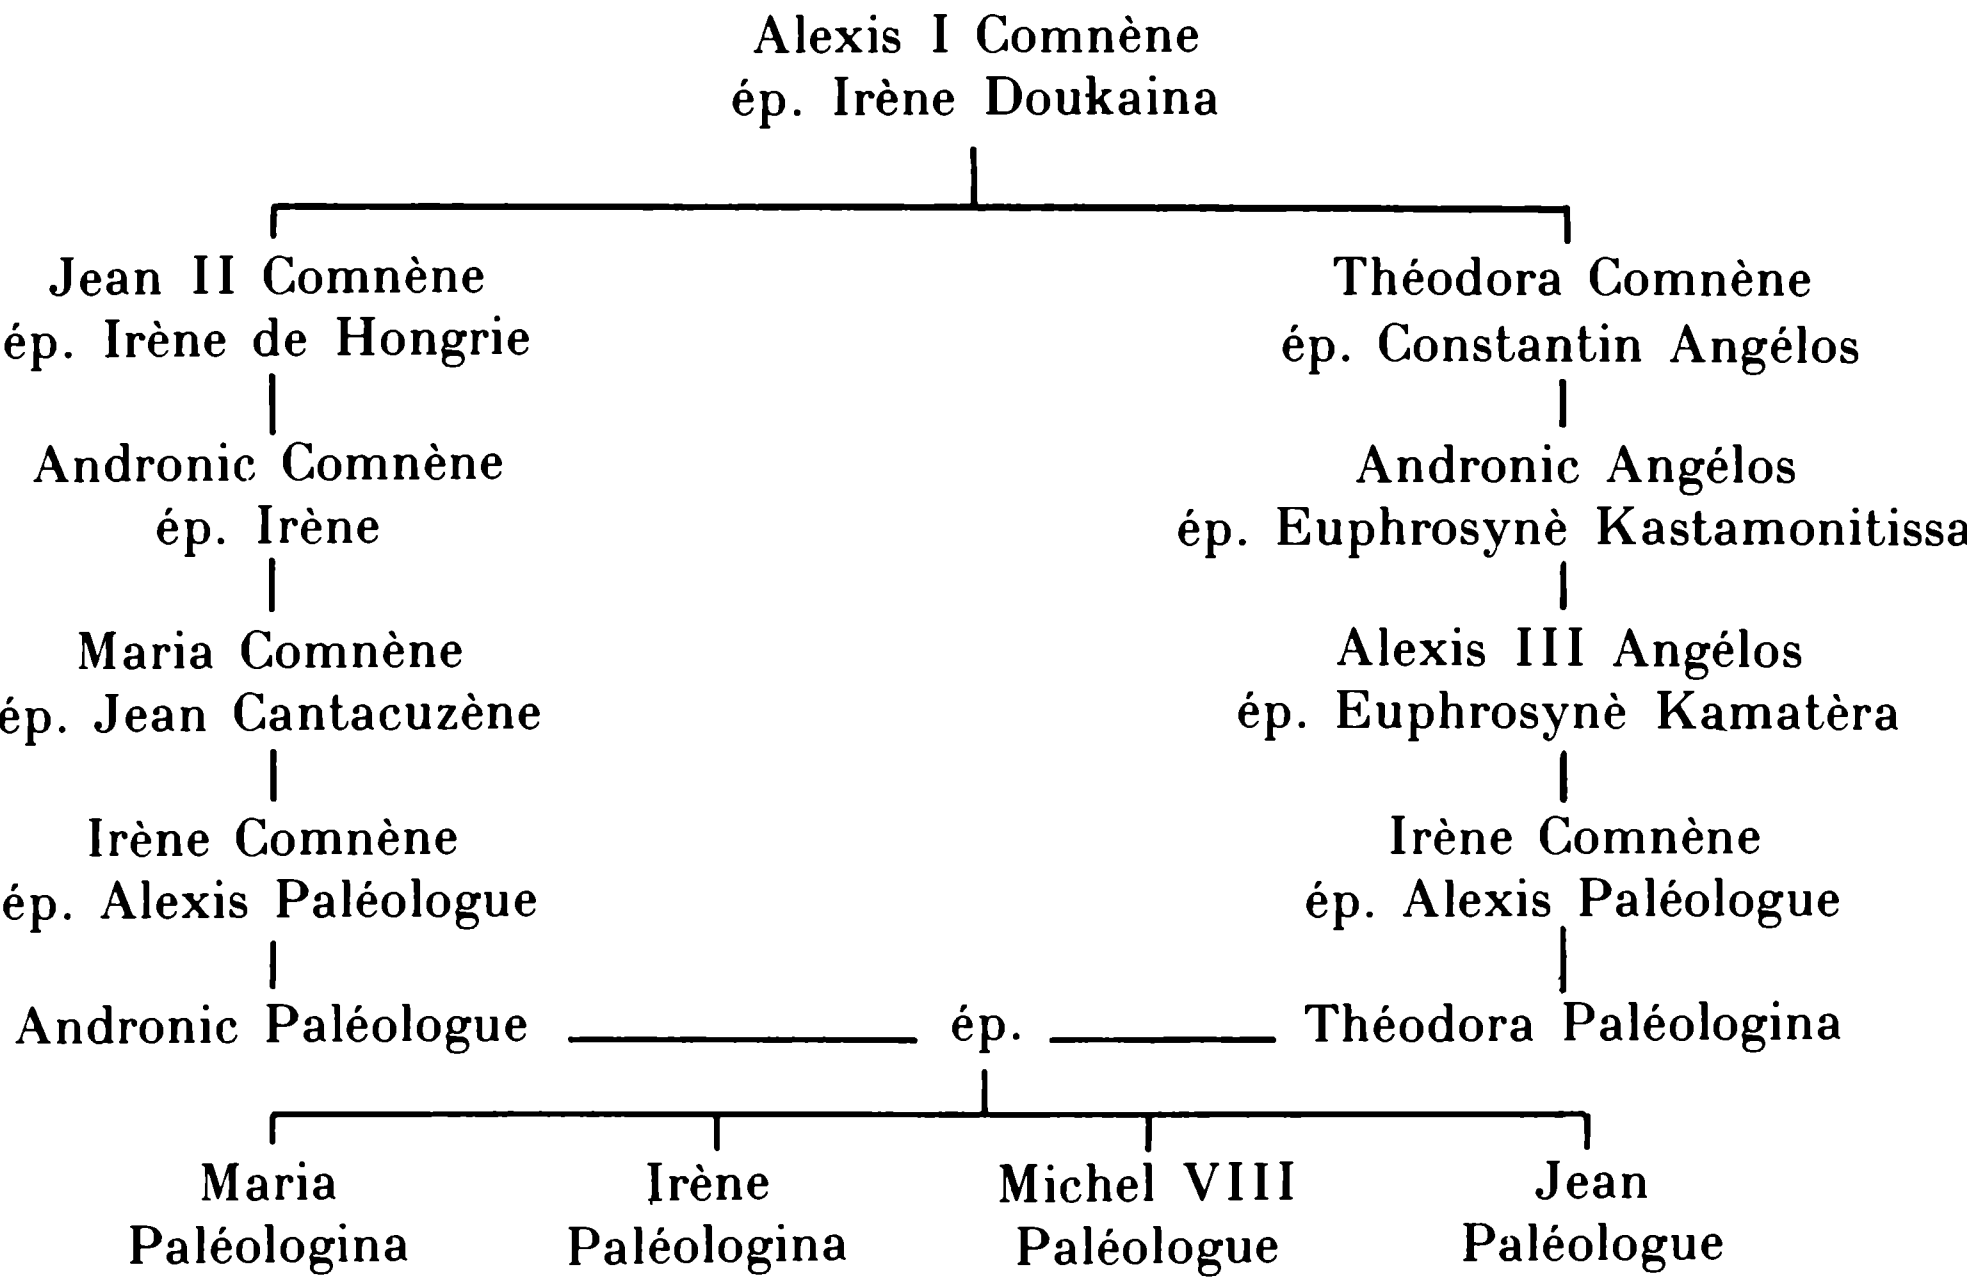 Alexis I Comnène
ép. Irène Doukaina
Jean II Comnène
ép. Irène de Hongrie
Théodora Comnène
ép. Constantin Angélos
Andronic Comnène
ép. Irène
Andronic Angélos
ép. Euphrosynè Kastamonitissa
Maria Comnène
ép. Jean Cantacuzène
Alexis III Angélos
ép. Euphrosynè Kamatèra
Irène Comnène
ép. Alexis Paléologue
Irène Comnène
ép. Alexis Paléologue
Andronic Paléologue ép. Théodora Paléologina
Maria
Paléologina
Irène
Paléologina
Michel VIII
Paléologue
Jean
Paléologue